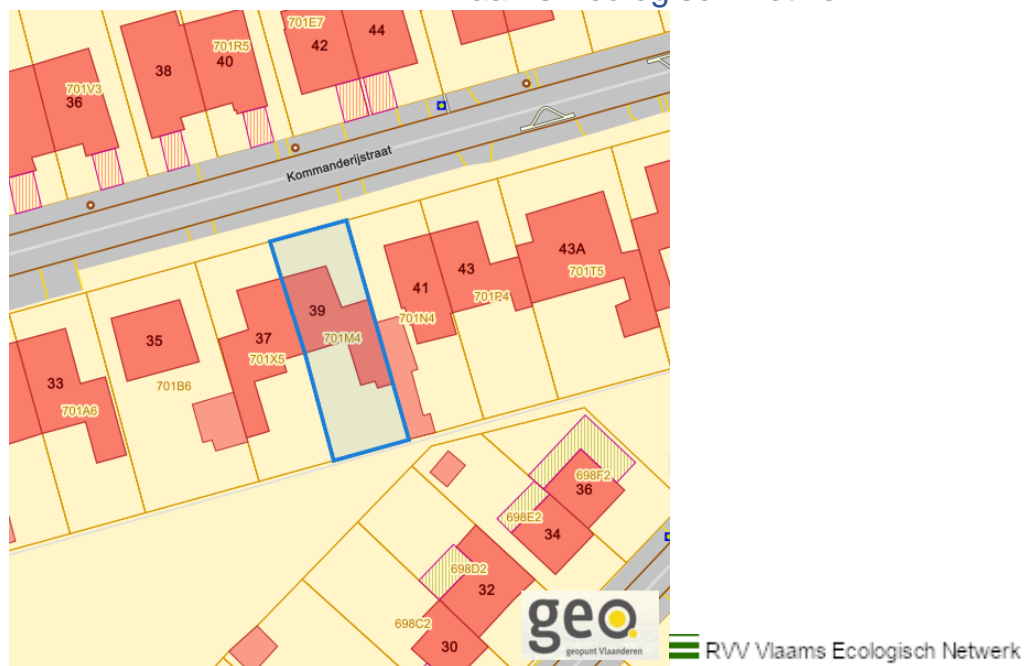 701E7
44
42
701R5
40
38
701V3
36
Kommanderijstraat
43A
701T5
43
41
701P4
39
701N4
701M4
37
35
701X5
701B6
33
701A6
698F2
36
698E2
34
698D2
32
698C2
30
geo.
geopunt Vlaanderen
RVV Vlaams Ecologisch Netwerk